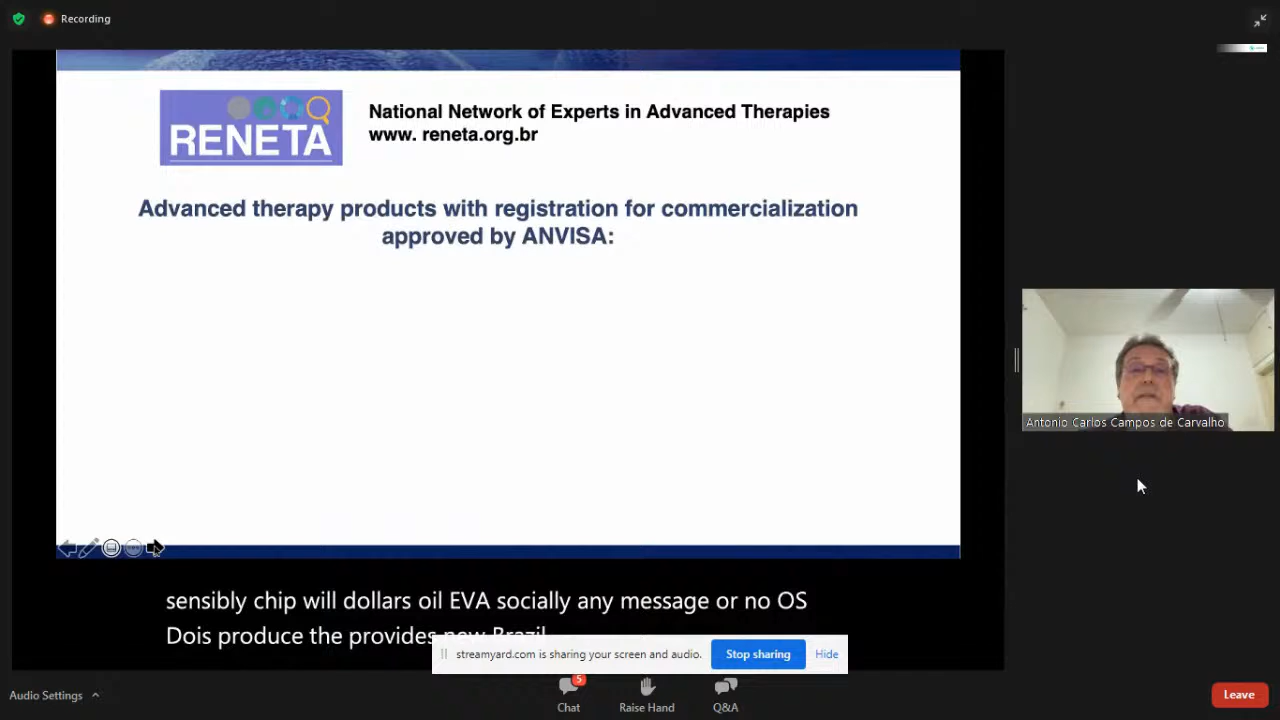 Recording
RENETA
National Network of Experts in Advanced Therapies
www. reneta.org.br
Advanced therapy products with registration for commercialization
approved by ANVISA:
Antonio Carlos Campos de Carvalho
sensibly chip will dollars oil EVA socially any message or no OS
Dois produce the provides new Brazil
streamyard.com is sharing your screen and audio.
Stop sharing
Hide
Audio Settings
5
Chat
Raise Hand
Q&A
Leave